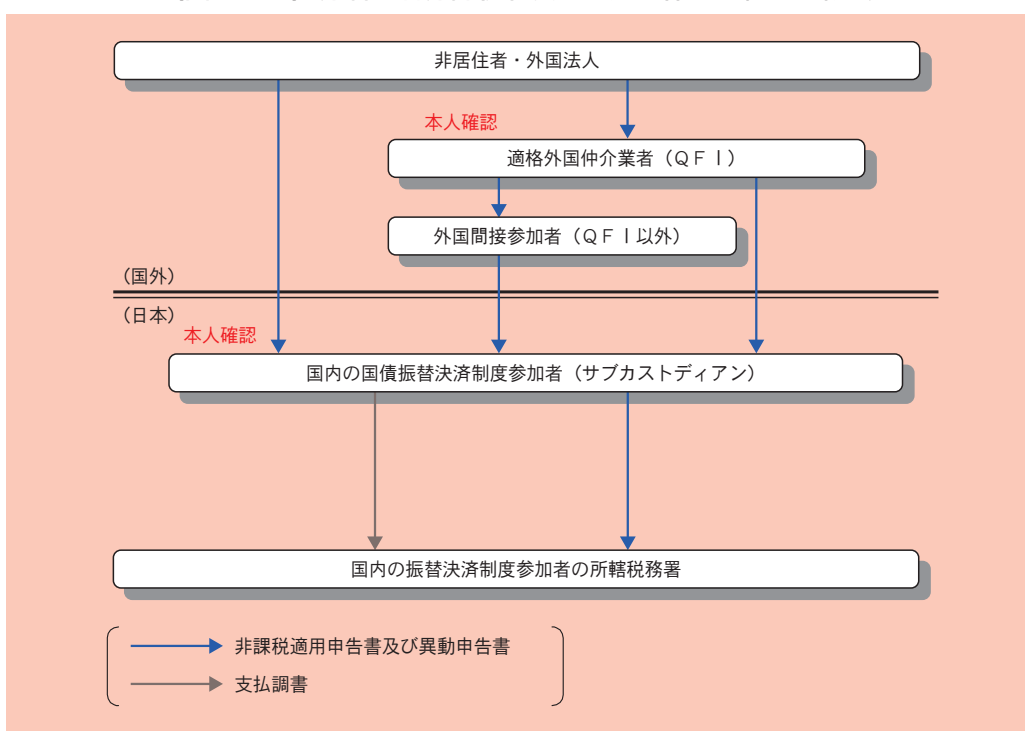 非居住者・外国法人
本人確認
適格外国仲介業者（ＱＦＩ）
外国間接参加者（ＱＦＩ以外）
（国外）
（日本）
本人確認
国内の国債振替決済制度参加者（サブカストディアン）
国内の振替決済制度参加者の所轄税務署
非課税適用申告書及び異動申告書
支払調書